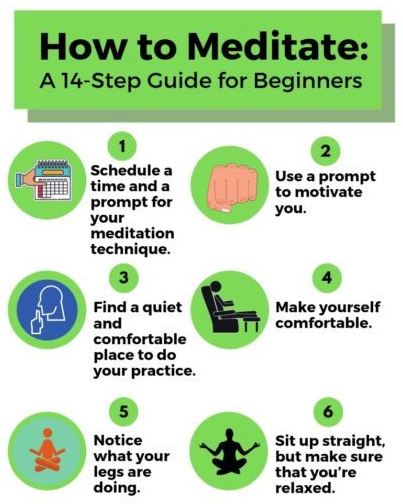 How to Meditate:
A 14-Step Guide for Beginners
1
Schedule a
time and a
prompt for
your
meditation
technique.
2
Use a prompt
to motivate
you.
3
Find a quiet
and
comfortable
place to do
your practice.
4
Make yourself
comfortable.
5
Notice
what your
legs are
doing.
6
Sit up straight,
but make sure
that you're
relaxed.